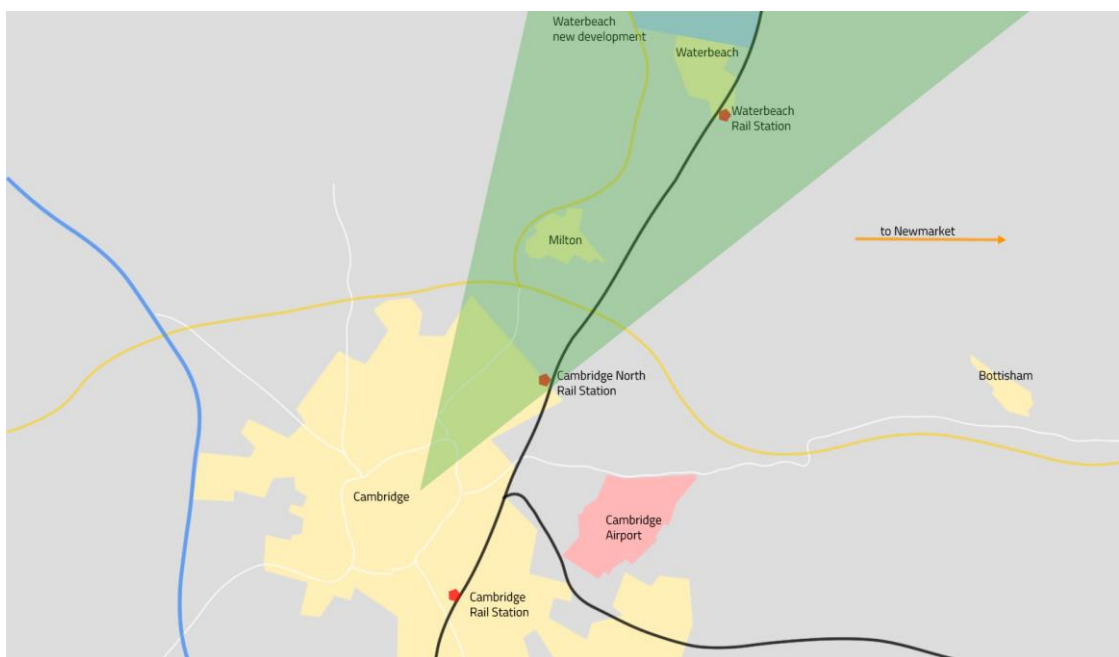 Waterbeach
new development
Waterbeach
Waterbeach
Rail Station
Milton
to Newmarket
Cambridge North
Rail Station
Bottisham
Cambridge
Cambridge
Airport
Cambridge
Rail Station